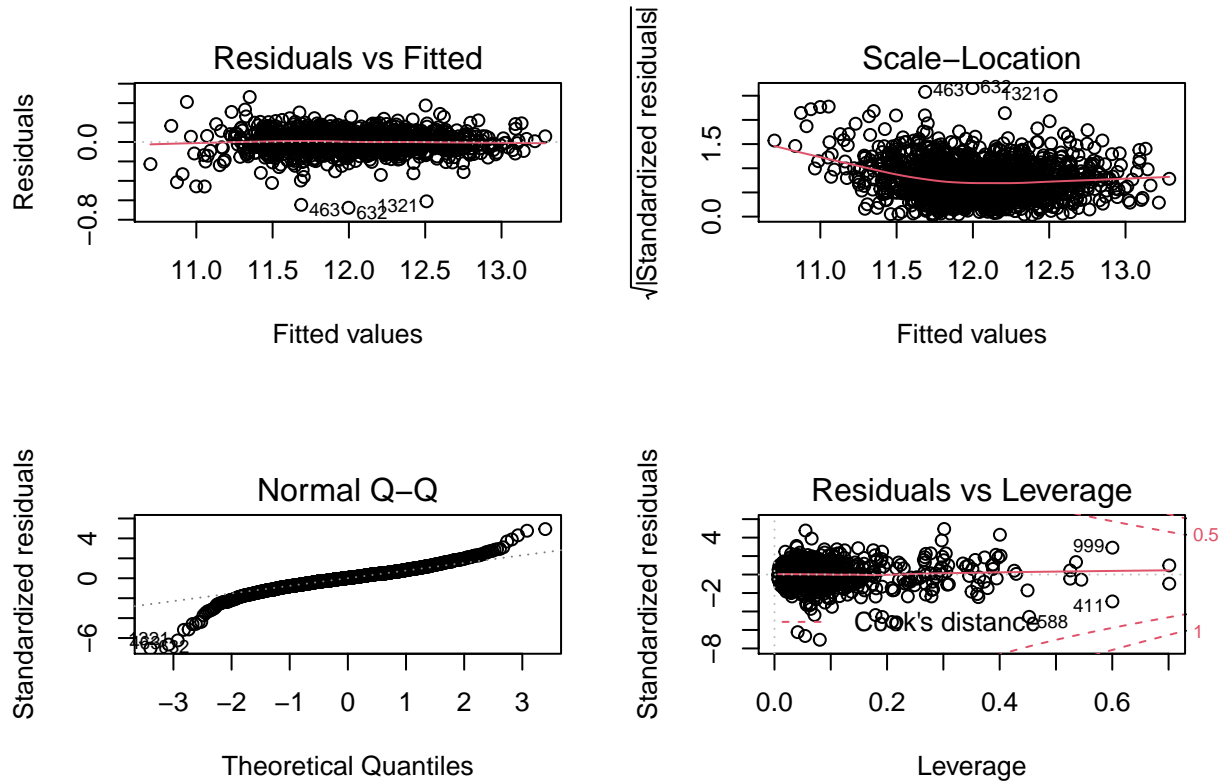 Residuals vs Fitted
Residuals
0.0
−0.8
463
632
1321
11.0 11.5 12.0 12.5 13.0
Fitted values
Scale−Location
√|Standardized residuals|
1.5
0.0
463
632
1321
11.0 11.5 12.0 12.5 13.0
Fitted values
Normal Q−Q
Standardized residuals
4
0
−6
1321
463
632
−3 −2 −1 0 1 2 3
Theoretical Quantiles
Residuals vs Leverage
Standardized residuals
4
−2
−8
999
411
588
Cook's distance
0.5
1
0.0 0.2 0.4 0.6
Leverage